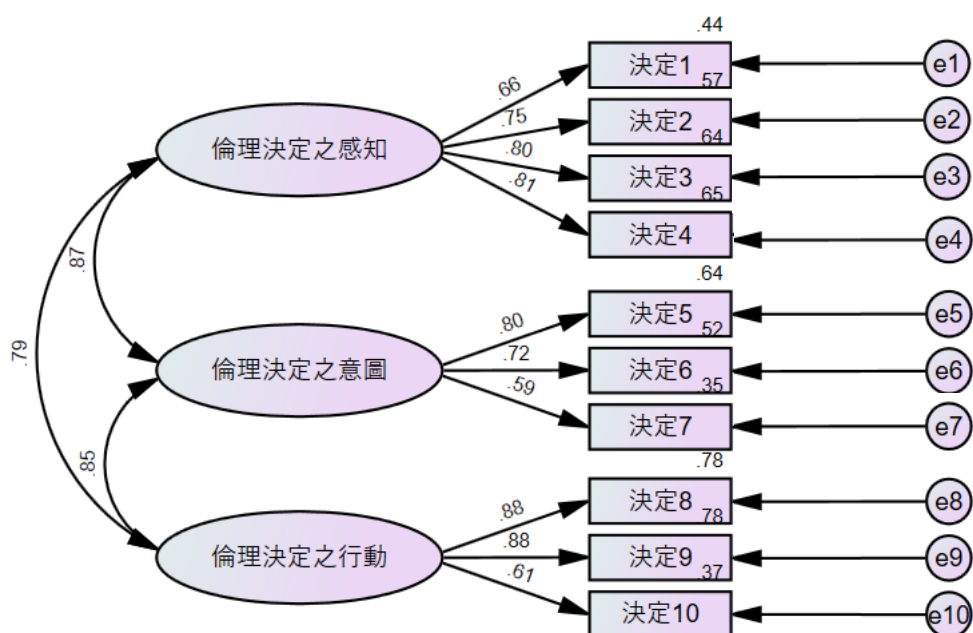 .44
決定1
e1
.66
.57
決定2
e2
.75
.64
倫理決定之感知
決定3
e3
.80
.65
決定4
e4
.81
.87
.64
決定5
e5
.80
.52
.79
倫理決定之意圖
決定6
e6
.72
.35
決定7
e7
.59
.85
.78
決定8
e8
.88
.78
倫理決定之行動
決定9
e9
.88
.37
決定10
e10
.61